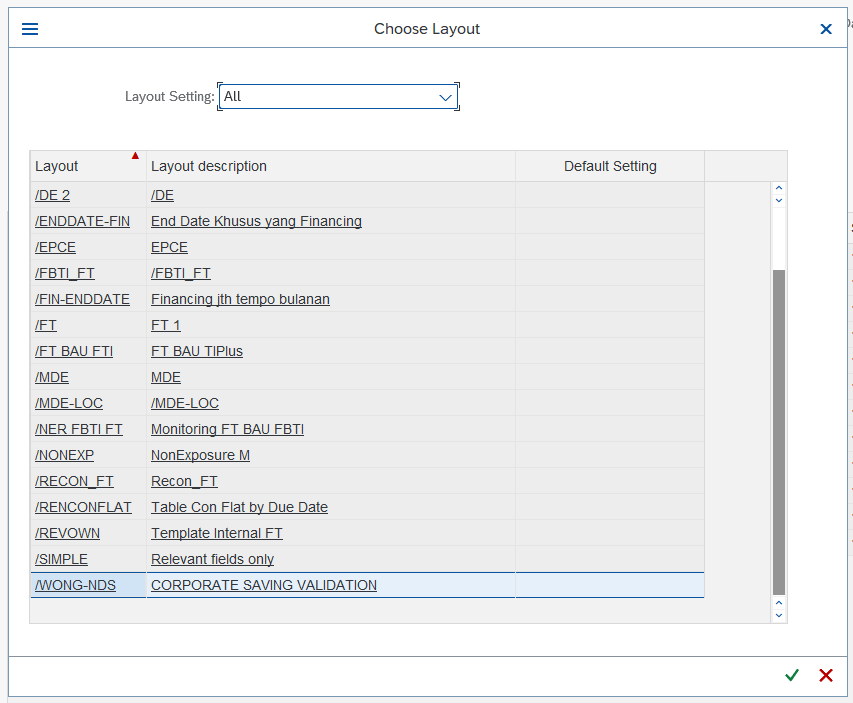 Choose Layout
Layout Setting: All
Layout Layout description Default Setting
/DE 2 /DE
/ENDDATE-FIN End Date Khusus yang Financing
/EPCE EPCE
/FBTI_FT /FBTI_FT
/FIN-ENDDATE Financing jth tempo bulanan
/FT FT 1
/FT BAU FTI FT BAU TIPlus
/MDE MDE
/MDE-LOC /MDE-LOC
/NER FBTI FT Monitoring FT BAU FBTI
/NONEXP NonExposure M
/RECON_FT Recon_FT
/RENCONFLAT Table Con Flat by Due Date
/REVOWN Template Internal FT
/SIMPLE Relevant fields only
/WONG-NDS CORPORATE SAVING VALIDATION